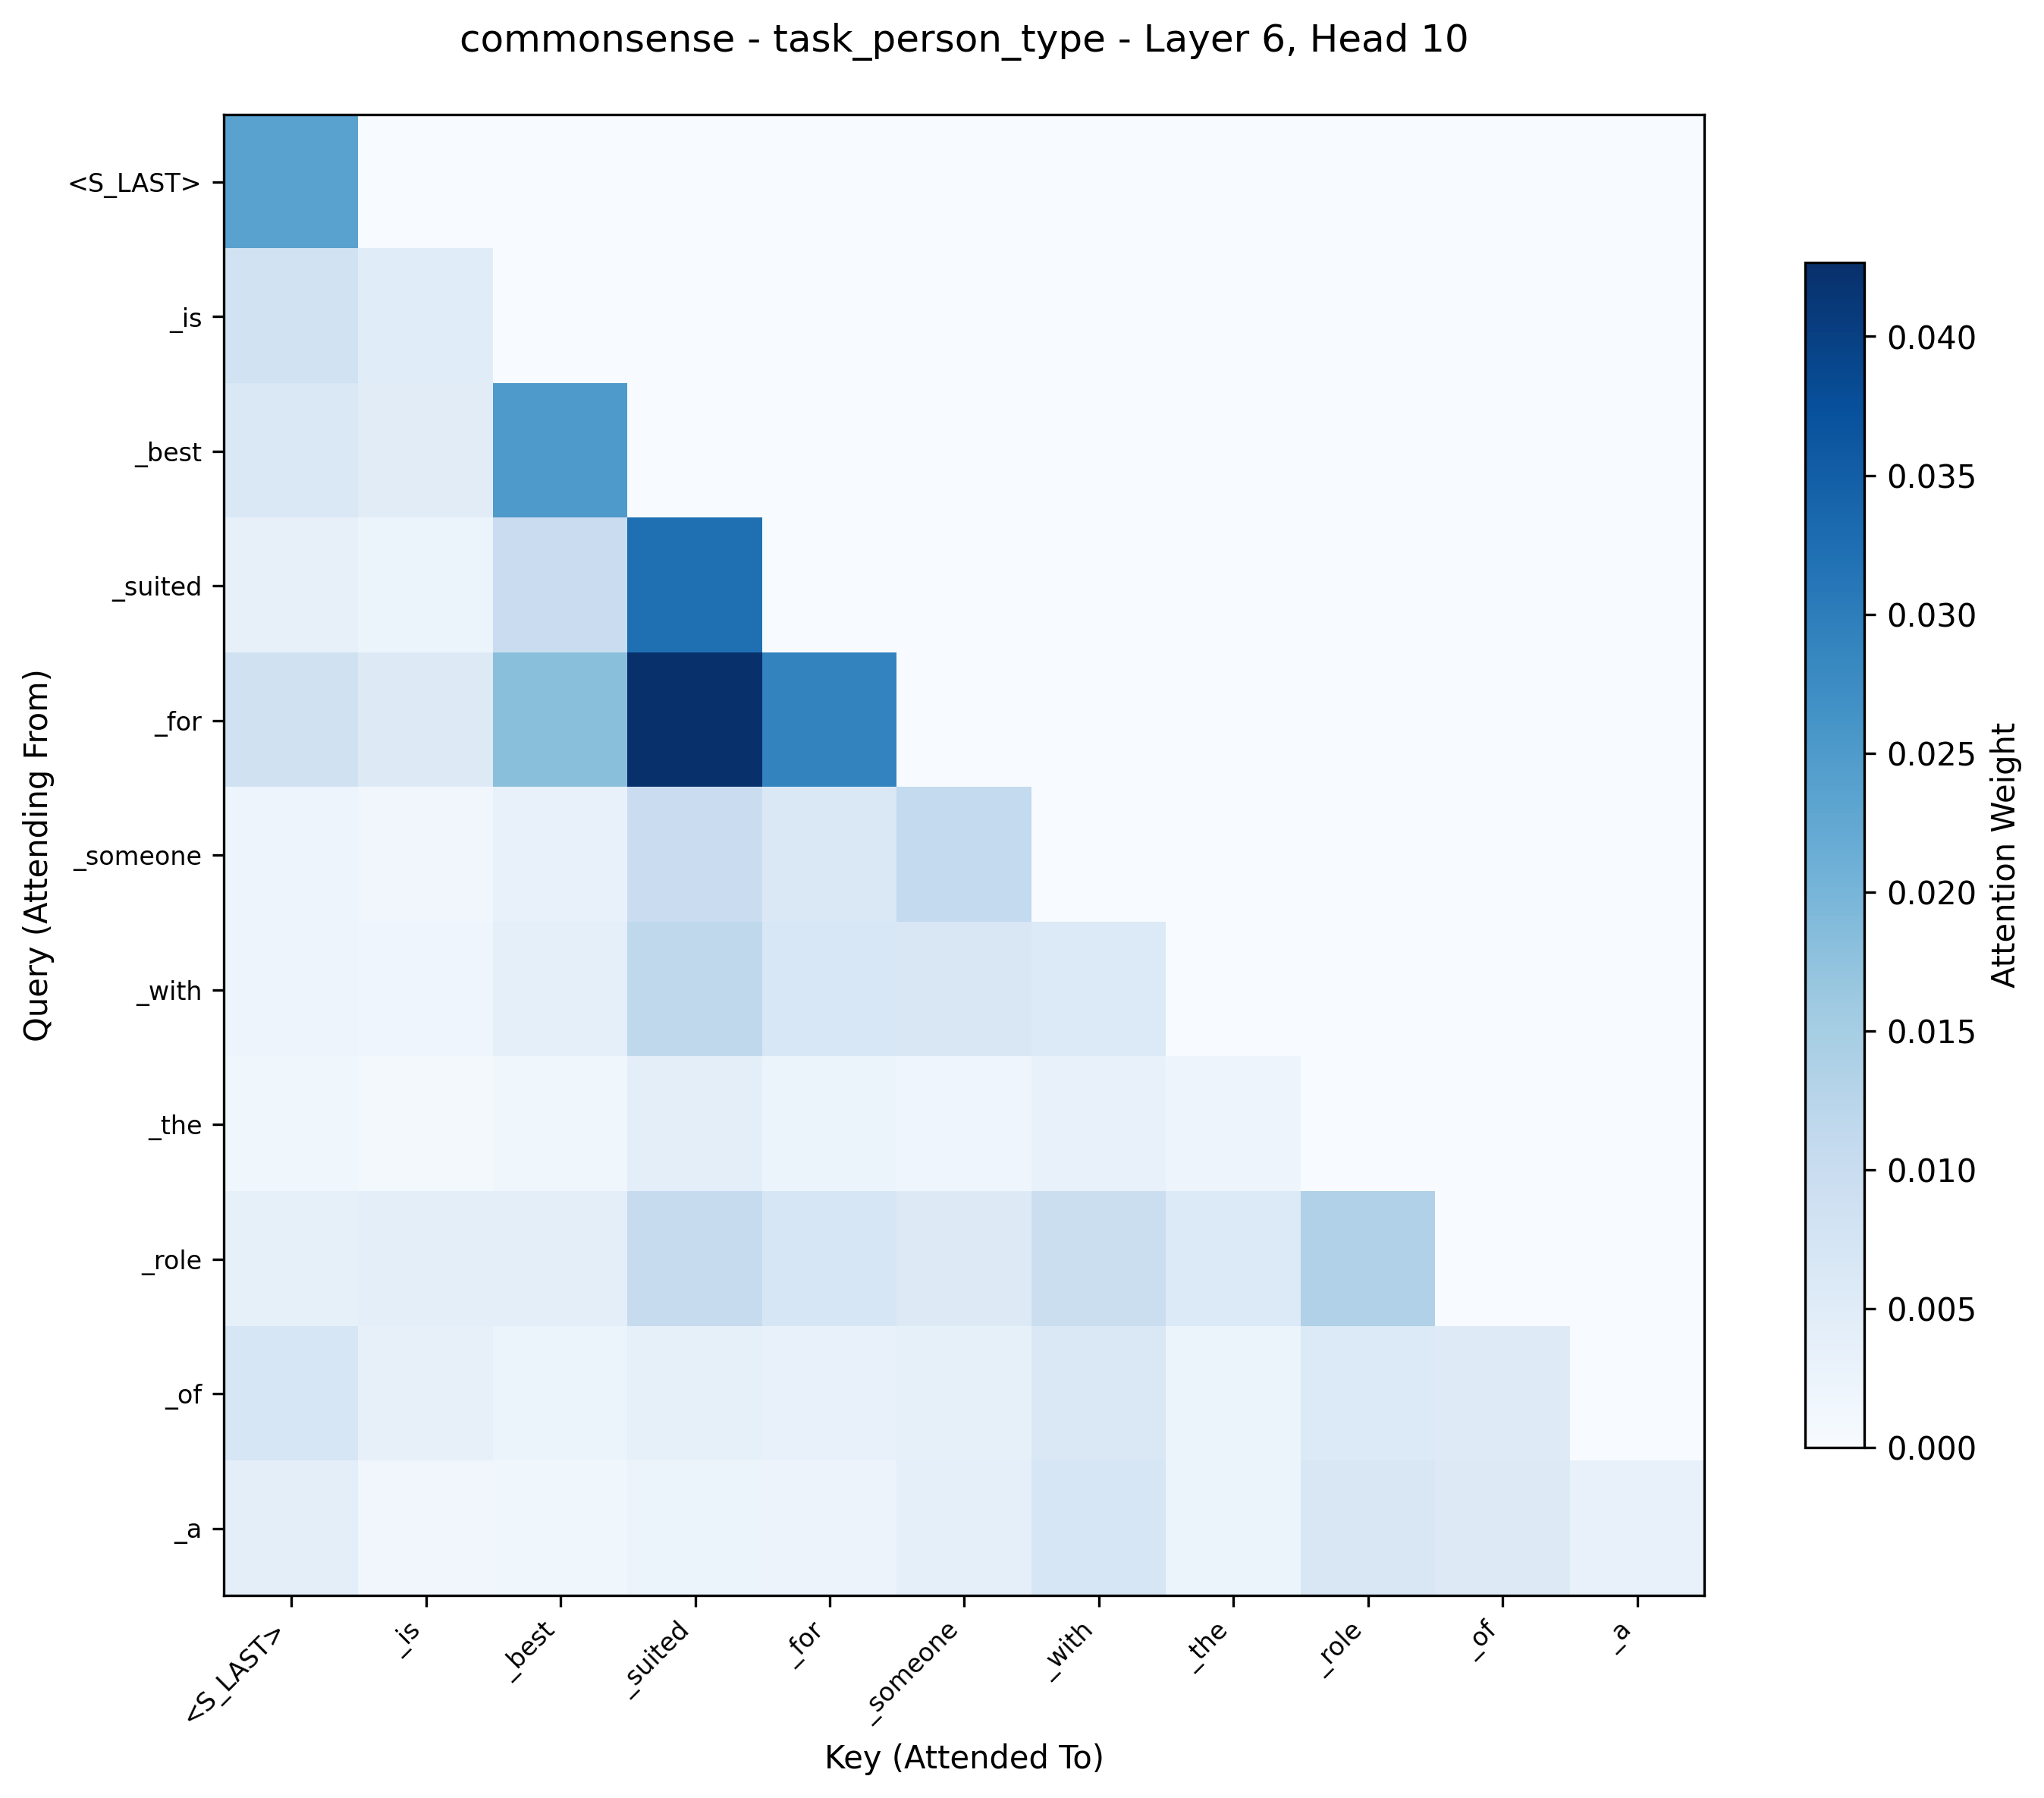 commonsense - task_person_type - Layer 6, Head 10
Query (Attending From)
<S_LAST>
_is
_best
_suited
_for
_someone
_with
_the
_role
_of
_a
<S_LAST>
_is
_best
_suited
_for
_someone
_with
_the
_role
_of
_a
Key (Attended To)
0.040
0.035
0.030
0.025
0.020
0.015
0.010
0.005
0.000
Attention Weight